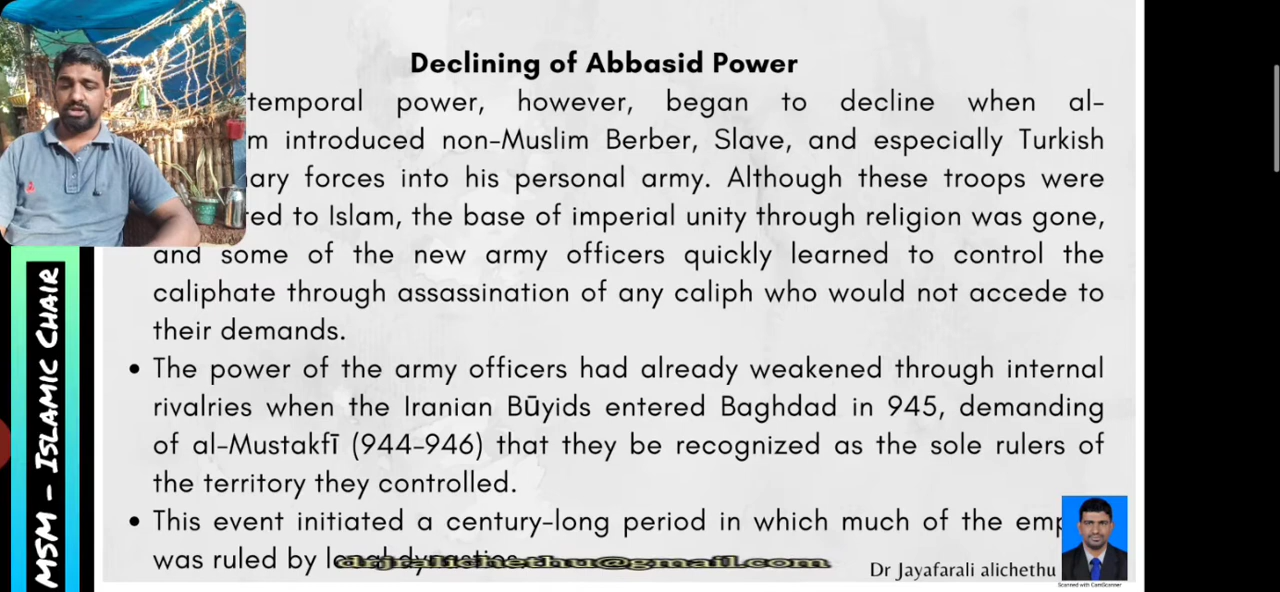 Declining of Abbasid Power
temporal power, however, began to decline when al-
introduced non-Muslim Berber, Slave, and especially Turkish
forces into his personal army. Although these troops were
to Islam, the base of imperial unity through religion was gone,
and some of the new army officers quickly learned to control the
caliphate through assassination of any caliph who would not accede to
their demands.
• The power of the army officers had already weakened through internal
rivalries when the Iranian Būyids entered Baghdad in 945, demanding
of al-Mustakfī (944–946) that they be recognized as the sole rulers of
the territory they controlled.
• This event initiated a century-long period in which much of the
was ruled by
Dr Jayafarali alichethu
Scanned with CamScanner
MSM – ISLAMIC CHAIR